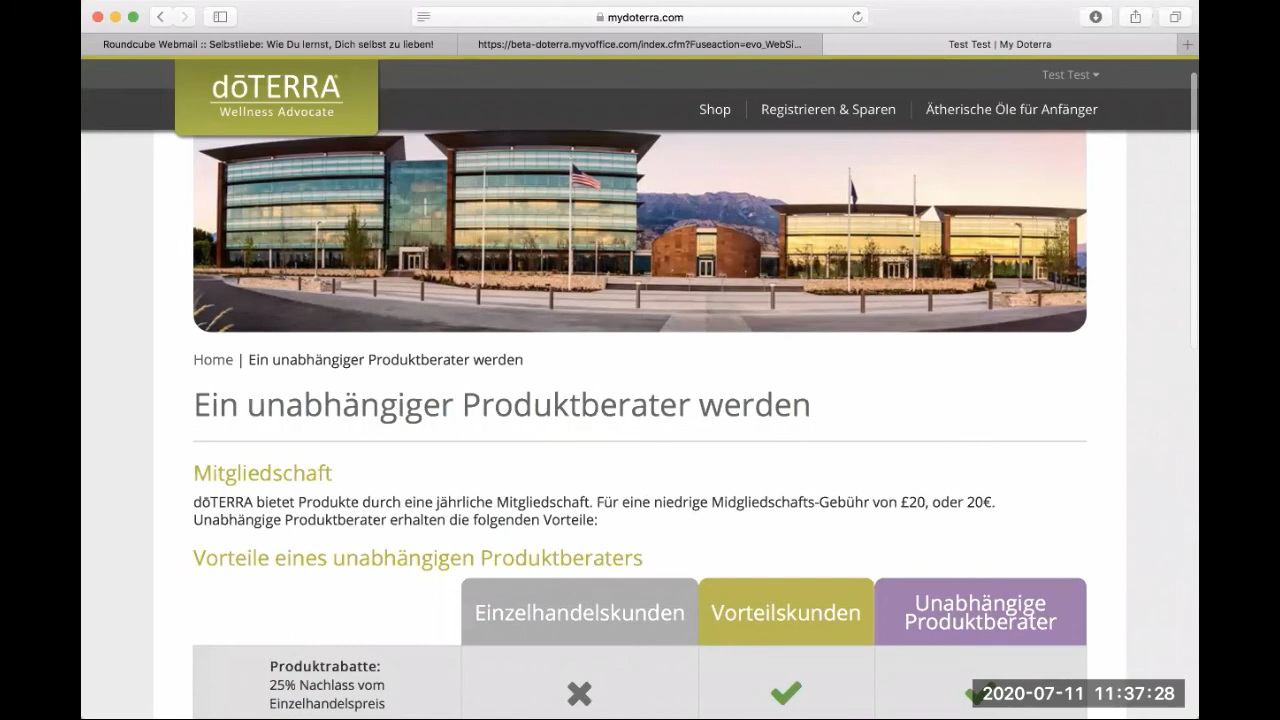 mydoterra.com
Roundcube Webmail :: Selbstliebe: Wie Du lernst, Dich selbst zu lieben!
https://beta-doterra.myvoffice.com/index.cfm?Fuseaction=evo_WebSi...
Test Test | My Doterra
dōTERRA
Wellness Advocate
Test Test
Shop
Registrieren & Sparen
Ätherische Öle für Anfänger
Home | Ein unabhängiger Produktberater werden
Ein unabhängiger Produktberater werden
Mitgliedschaft
dōTERRA bietet Produkte durch eine jährliche Mitgliedschaft. Für eine niedrige Midgliedschafts-Gebühr von £20, oder 20€.
Unabhängige Produktberater erhalten die folgenden Vorteile:
Vorteile eines unabhängigen Produktberaters
Einzelhandelskunden
Vorteilskunden
Unabhängige
Produktberater
Produktrabatte:
25% Nachlass vom
Einzelhandelspreis
2020-07-11 11:37:28